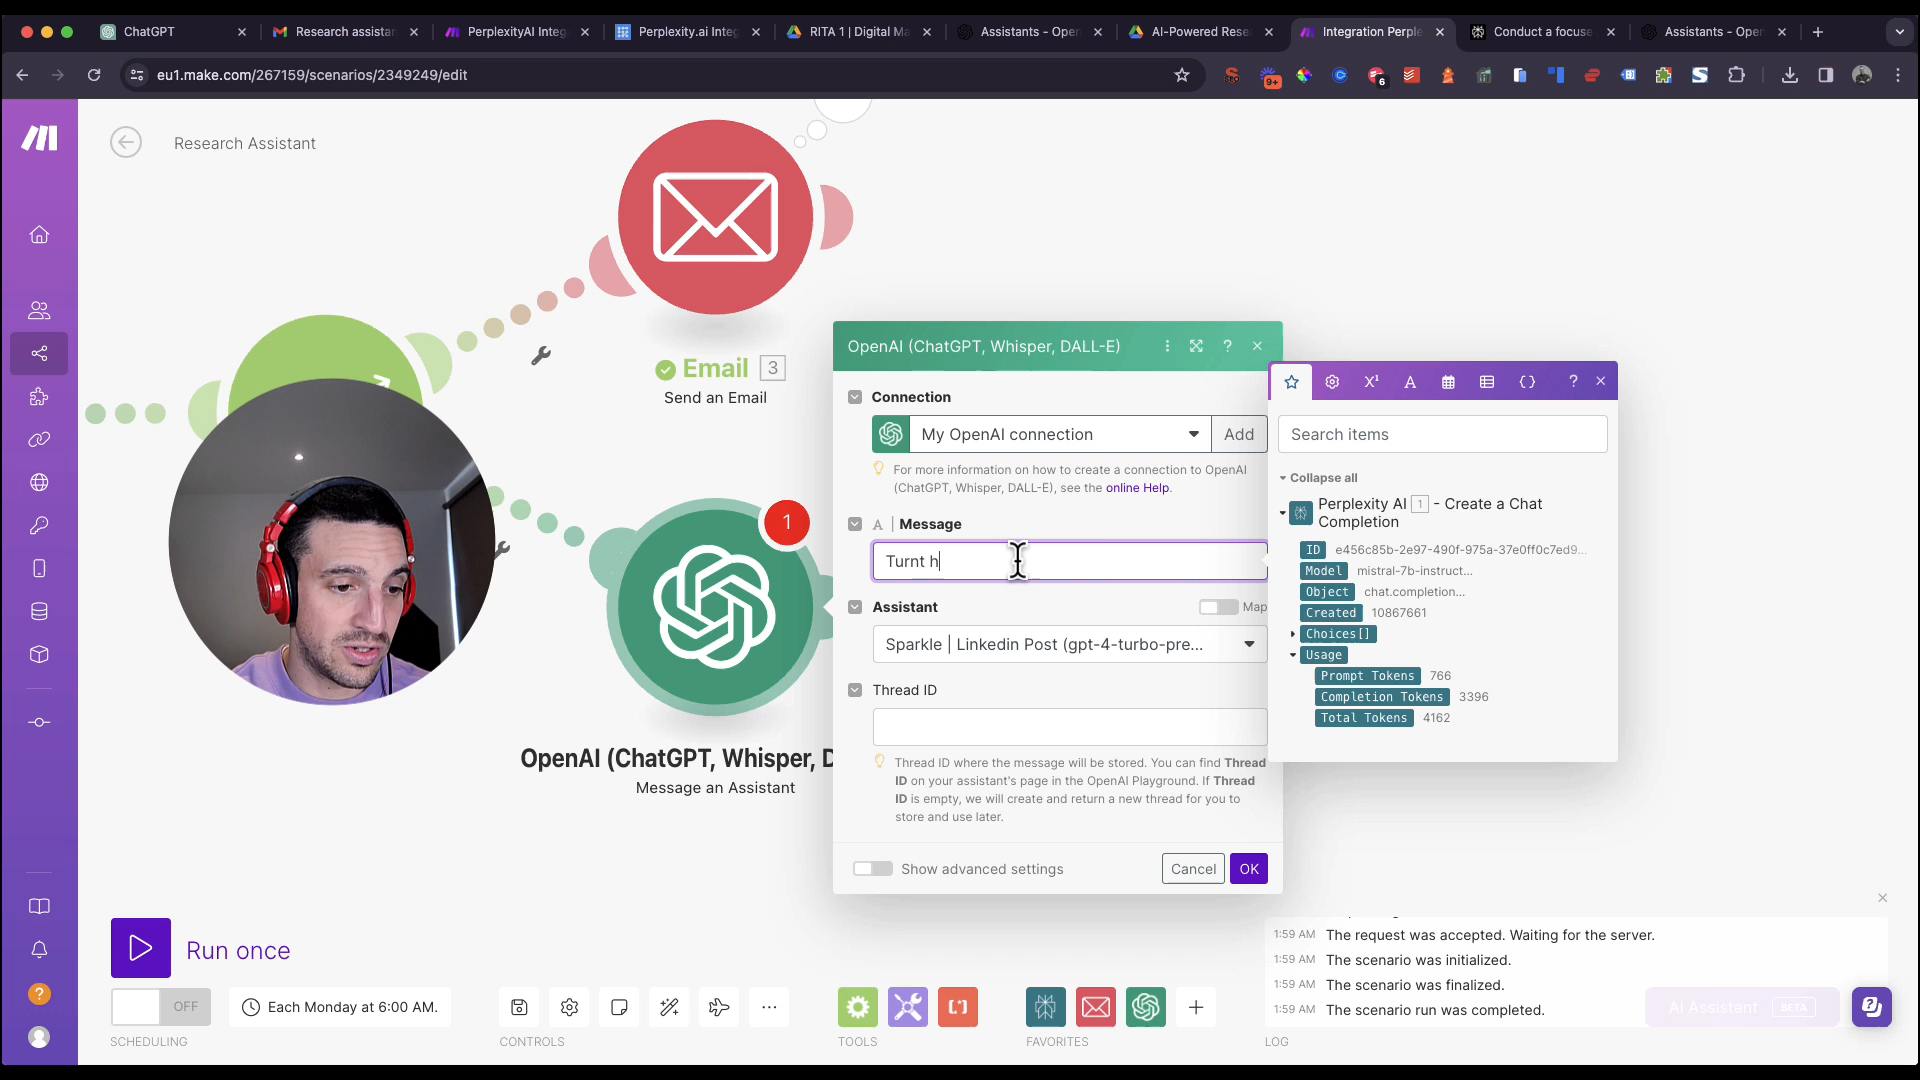 ChatGPT
Research assistan
PerplexityAI Integ
Perplexity.ai Integ
RITA 1 | Digital Ma
Assistants - Open
AI-Powered Rese
Integration Perple
Conduct a focuse
Assistants - Open
eu1.make.com/267159/scenarios/2349249/edit
9+
6
Research Assistant
Email 3
Send an Email
1
OpenAI (ChatGPT, Whisper, D
Message an Assistant
OpenAI (ChatGPT, Whisper, DALL-E)
Connection
My OpenAI connection
Add
For more information on how to create a connection to OpenAI
(ChatGPT, Whisper, DALL-E), see the online Help.
A | Message
Turnt h
Assistant
Map
Sparkle | Linkedin Post (gpt-4-turbo-pre...
Thread ID
Thread ID where the message will be stored. You can find Thread
ID on your assistant's page in the OpenAI Playground. If Thread
ID is empty, we will create and return a new thread for you to
store and use later.
Show advanced settings
Cancel
OK
Search items
Collapse all
Perplexity AI 1 - Create a Chat
Completion
ID e456c85b-2e97-490f-975a-37e0ff0c7ed9...
Model mistral-7b-instruct...
Object chat.completion...
Created 10867661
Choices[]
Usage
Prompt Tokens 766
Completion Tokens 3396
Total Tokens 4162
Run once
OFF
Each Monday at 6:00 AM.
SCHEDULING
CONTROLS
TOOLS
FAVORITES
LOG
1:59 AM The request was accepted. Waiting for the server.
1:59 AM The scenario was initialized.
1:59 AM The scenario was finalized.
1:59 AM The scenario run was completed.
AI Assistant BETA